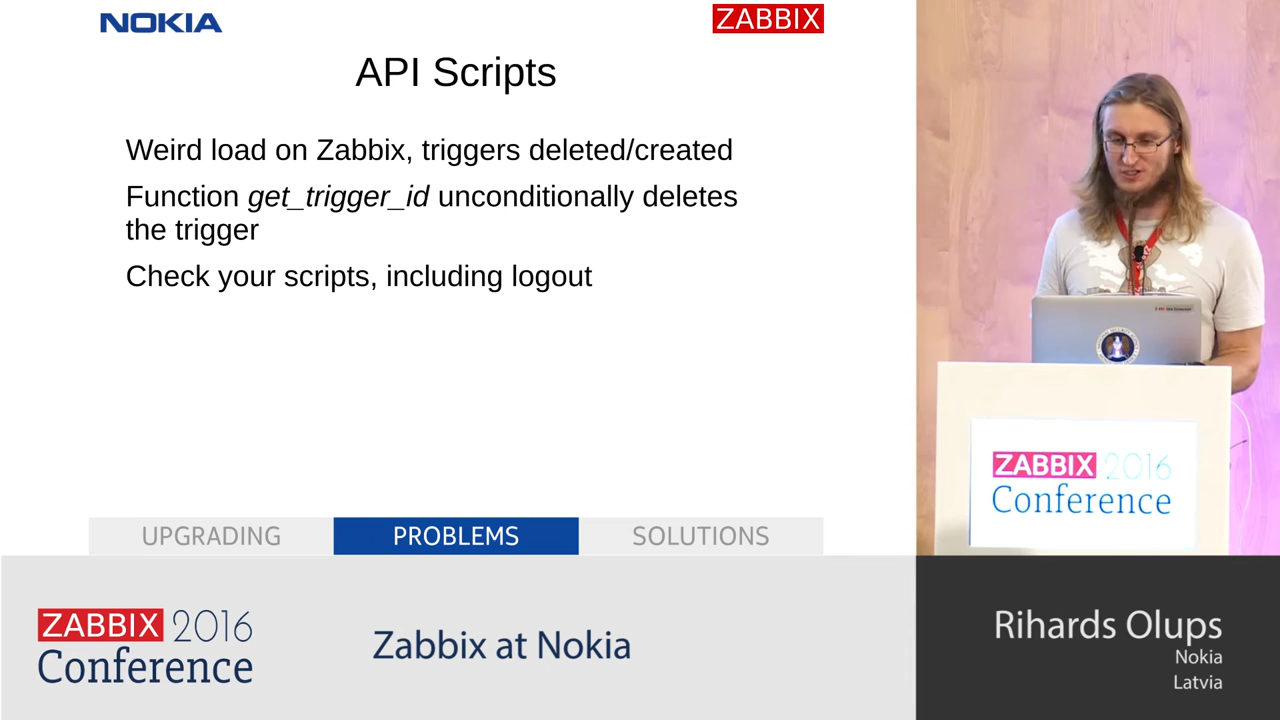 NOKIA
ZABBIX
API Scripts
Weird load on Zabbix, triggers deleted/created
Function get_trigger_id unconditionally deletes
the trigger
Check your scripts, including logout
UPGRADING
PROBLEMS
SOLUTIONS
ZABBIX 2016
Conference
Zabbix at Nokia
ZABBIX 2016
Conference
Rihards Olups
Nokia
Latvia